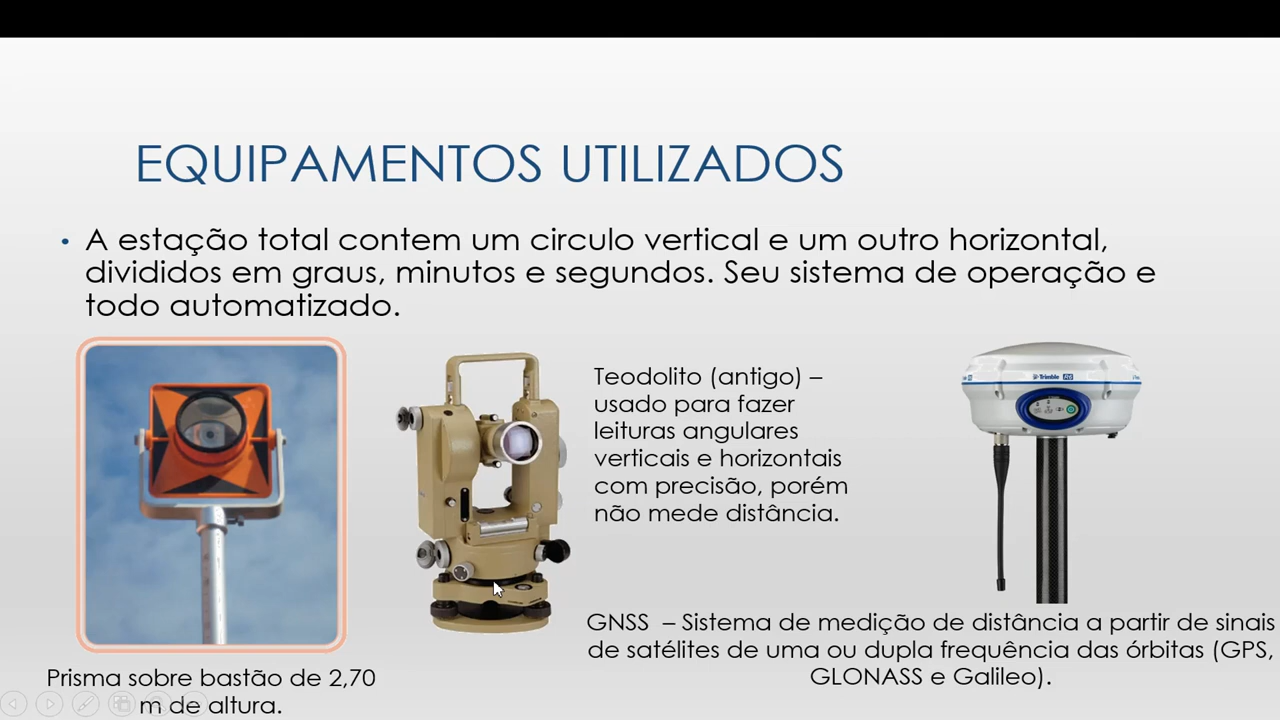 EQUIPAMENTOS UTILIZADOS
• A estação total contem um circulo vertical e um outro horizontal,
divididos em graus, minutos e segundos. Seu sistema de operação e
todo automatizado.
Teodolito (antigo) –
usado para fazer
leituras angulares
verticais e horizontais
com precisão, porém
não mede distância.
Trimble R6
GNSS – Sistema de medição de distância a partir de sinais
de satélites de uma ou dupla frequência das órbitas (GPS,
GLONASS e Galileo).
Prisma sobre bastão de 2,70
m de altura.